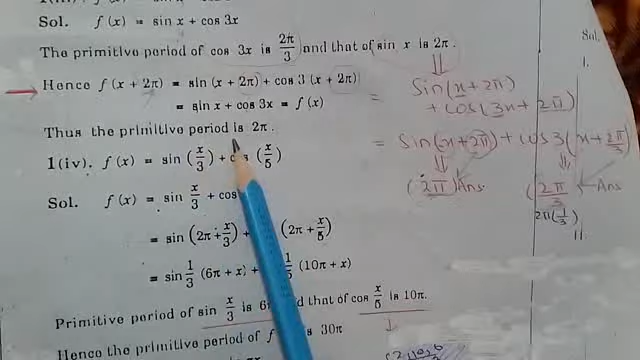 Sol. f(x) = sin x + cos 3x
The primitive period of cos 3x is 2π/3 and that of sin x is 2π.
Hence f(x + 2π) = sin (x + 2π) + cos 3 (x + 2π)
= sin x + cos 3x = f(x)
Thus the primitive period is 2π.
1(iv). f(x) = sin (x/3) + cos (x/5)
Sol. f(x) = sin x/3 + cos
= sin (2π + x/3) + (2π + x/5)
= sin 1/3 (6π + x) + 1/5 (10π + x)
Primitive period of sin x/3 is 6π and that of cos x/5 is 10π.
Hence the primitive period of f is 30π
= Sin(x+2π)
+ cos(3x + 2π)
= Sin(x+2π) + cos3(x + 2π/3)
(2π) Ans.
(2π/3) Ans
2π(1/3)
Sol.
1.
11